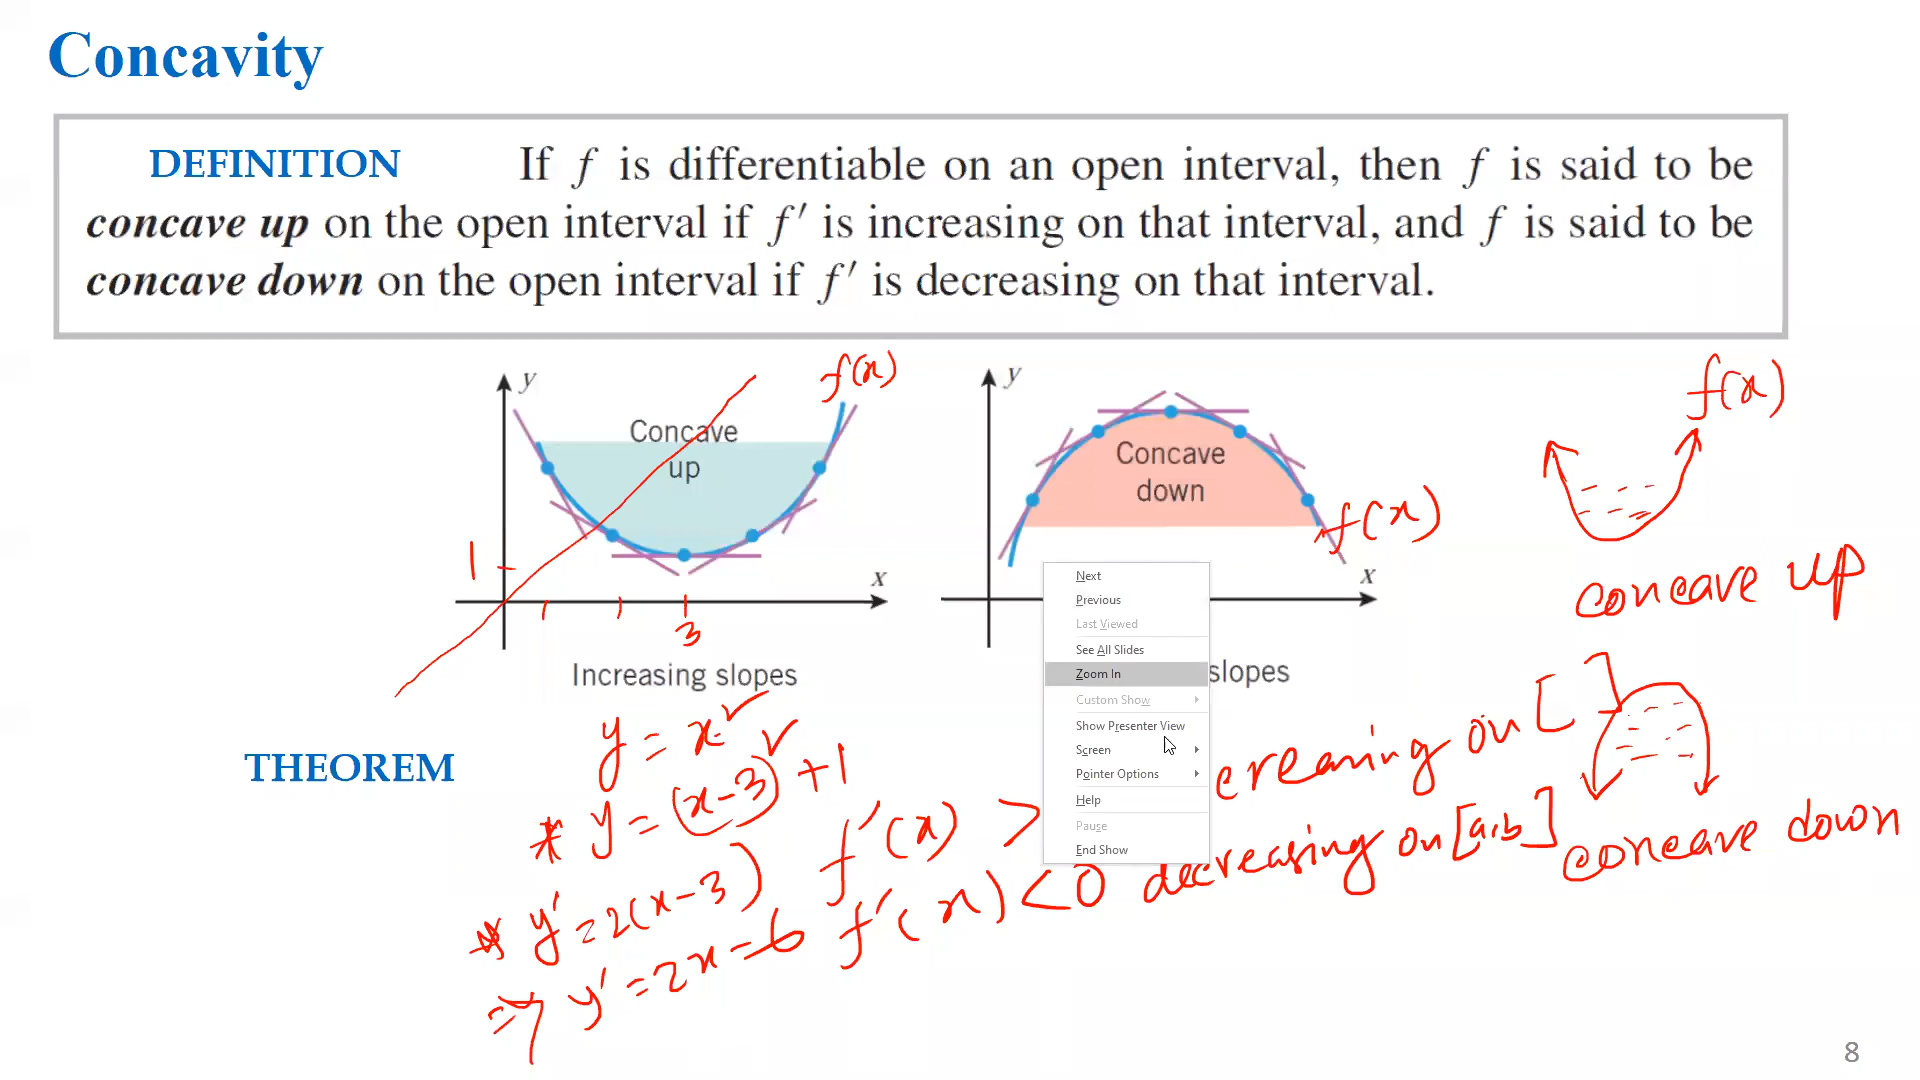 Concavity
DEFINITION If f is differentiable on an open interval, then f is said to be
concave up on the open interval if f′ is increasing on that interval, and f is said to be
concave down on the open interval if f′ is decreasing on that interval.
y
f(x)
Concave
up
1
x
3
Increasing slopes
y
Concave
down
f(x)
x
slopes
f(x)
concave up
concave down
Next
Previous
Last Viewed
See All Slides
Zoom In
Custom Show
Show Presenter View
Screen
Pointer Options
Help
Pause
End Show
THEOREM
y = x²
* y = (x-3)² + 1
* y′ = 2(x-3)
⇒ y′ = 2x-6
f′(x) > creasing on [ ]
f′(x) < 0 decreasing on [a,b]
8